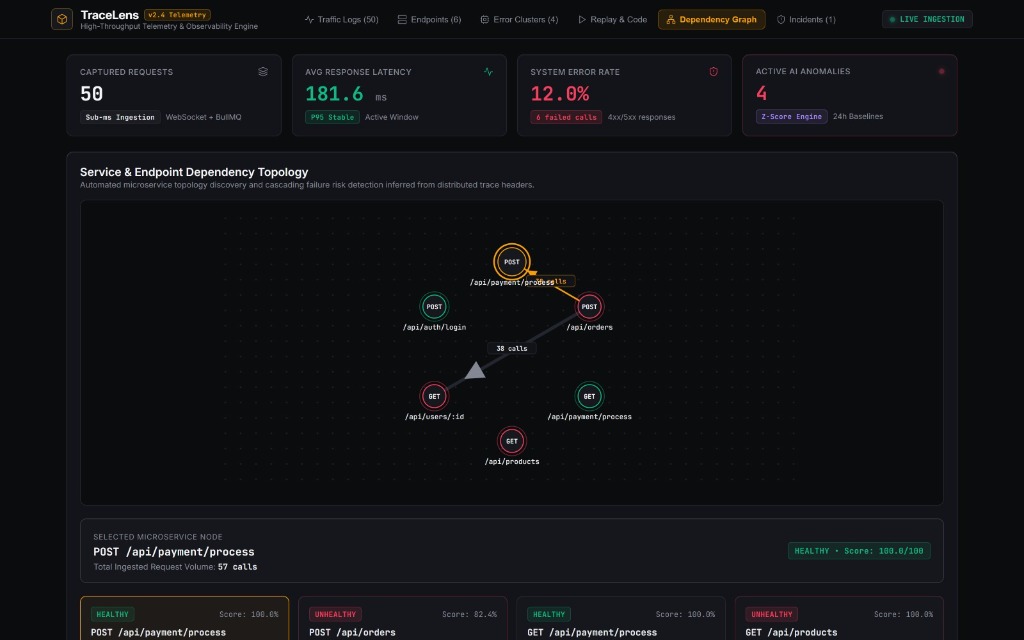 TraceLens v2.4 Telemetry
High-Throughput Telemetry & Observability Engine
Traffic Logs (50)
Endpoints (6)
Error Clusters (4)
Replay & Code
Dependency Graph
Incidents (1)
LIVE INGESTION
CAPTURED REQUESTS
50
Sub-ms Ingestion WebSocket + BullMQ
AVG RESPONSE LATENCY
181.6 ms
P95 Stable Active Window
SYSTEM ERROR RATE
12.0%
6 failed calls 4xx/5xx responses
ACTIVE AI ANOMALIES
4
Z-Score Engine 24h Baselines
Service & Endpoint Dependency Topology
Automated microservice topology discovery and cascading failure risk detection inferred from distributed trace headers.
POST
/api/payment/process
calls
POST
/api/auth/login
POST
/api/orders
38 calls
GET
/api/users/:id
GET
/api/payment/process
GET
/api/products
SELECTED MICROSERVICE NODE
POST /api/payment/process
Total Ingested Request Volume: 57 calls
HEALTHY • Score: 100.0/100
HEALTHY Score: 100.0%
POST /api/payment/process
UNHEALTHY Score: 82.4%
POST /api/orders
HEALTHY Score: 100.0%
GET /api/payment/process
UNHEALTHY Score: 100.0%
GET /api/products